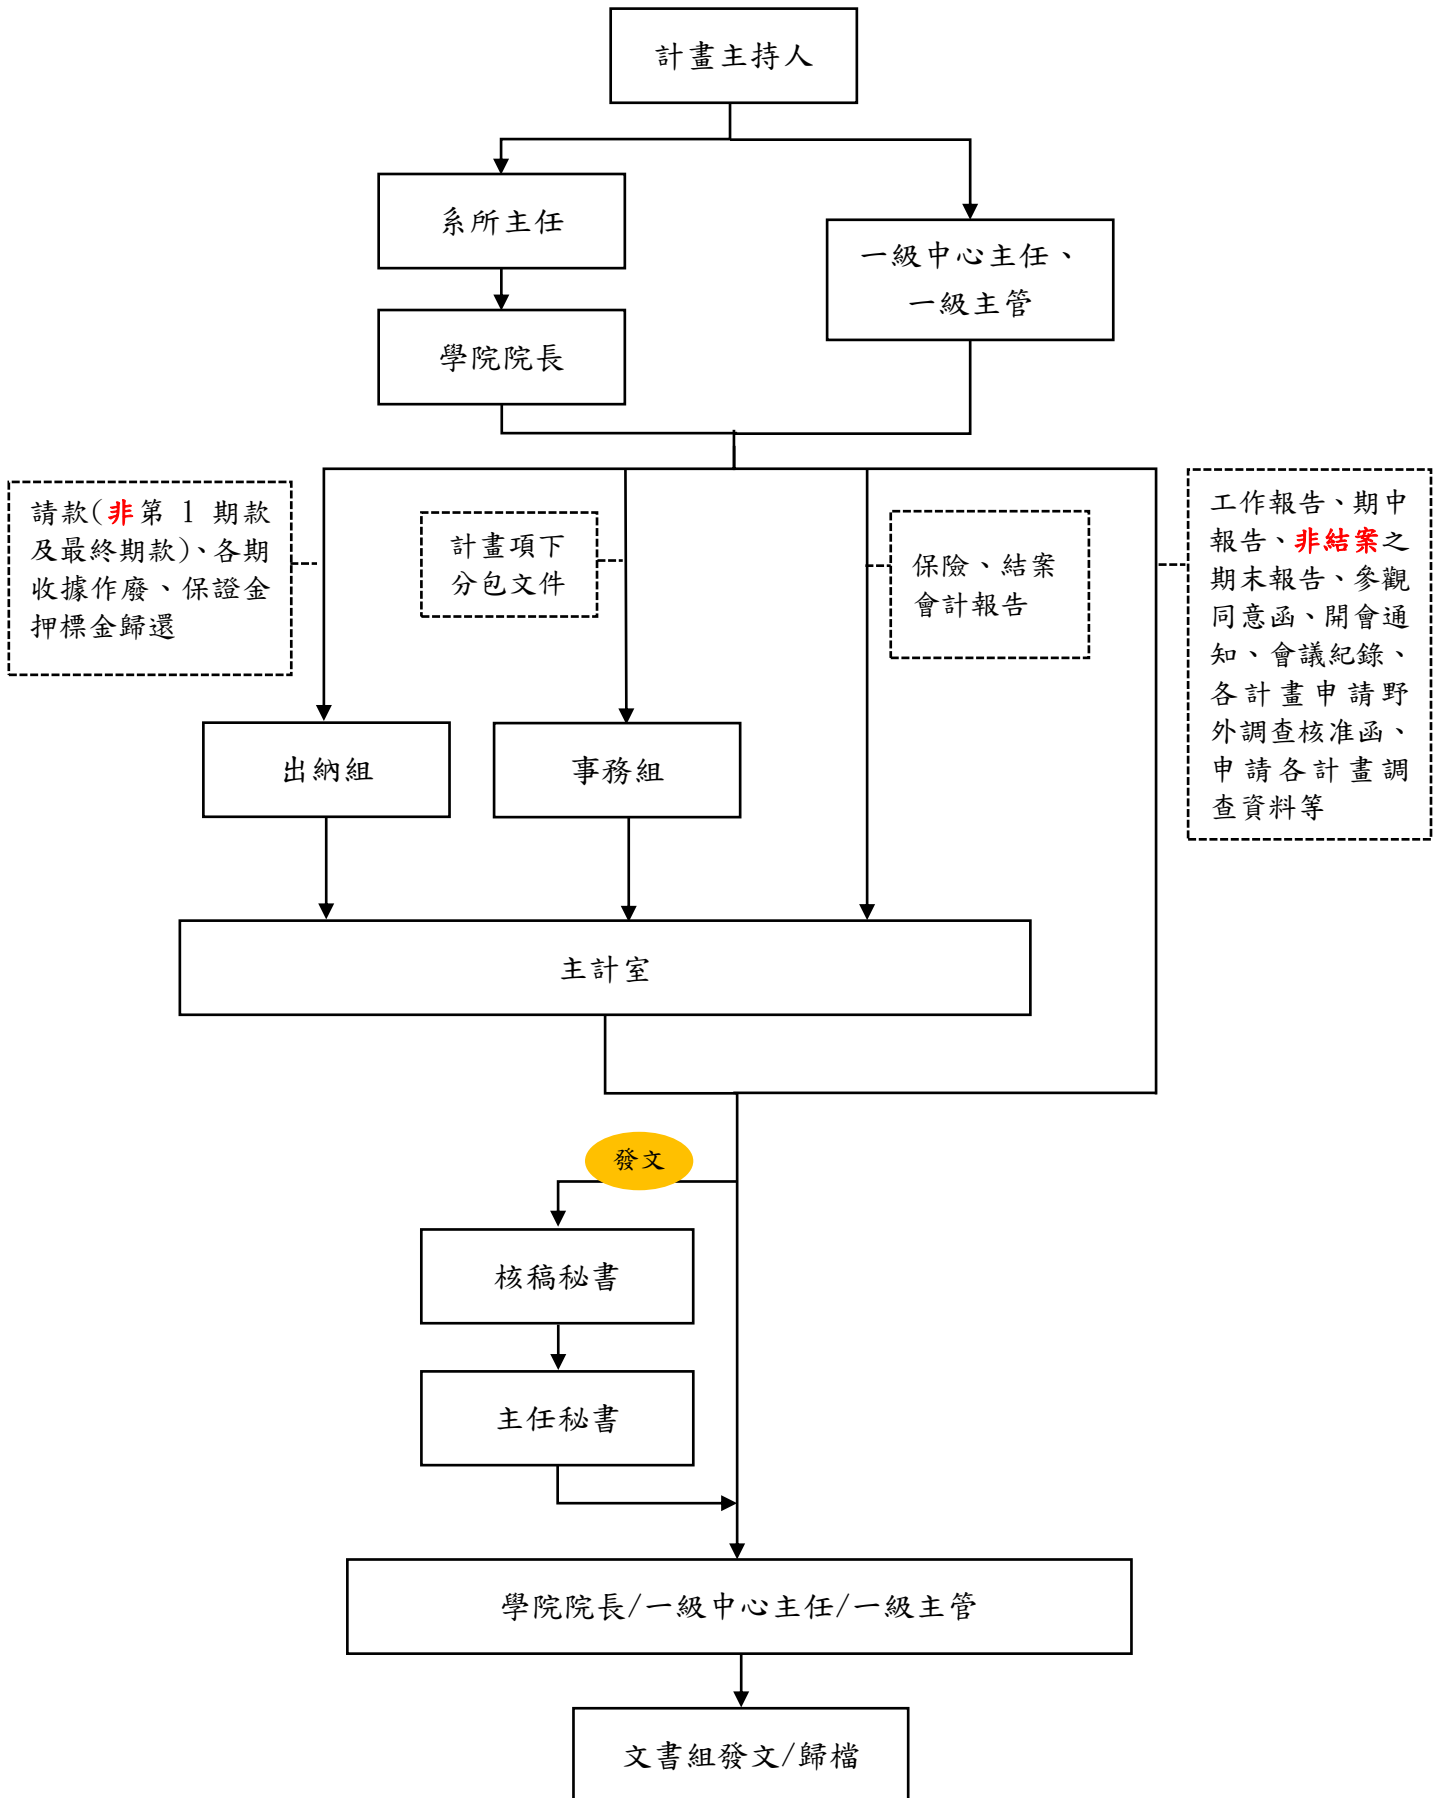 計畫主持人
系所主任
一級中心主任、
一級主管
學院院長
請款(非第 1 期款
及最終期款)、各期
收據作廢、保證金
押標金歸還
計畫項下
分包文件
保險、結案
會計報告
工作報告、期中
報告、非結案之
期末報告、參觀
同意函、開會通
知、會議紀錄、
各計畫申請野
外調查核准函、
申請各計畫調
查資料等
出納組
事務組
主計室
發文
核稿秘書
主任秘書
學院院長/一級中心主任/一級主管
文書組發文/歸檔